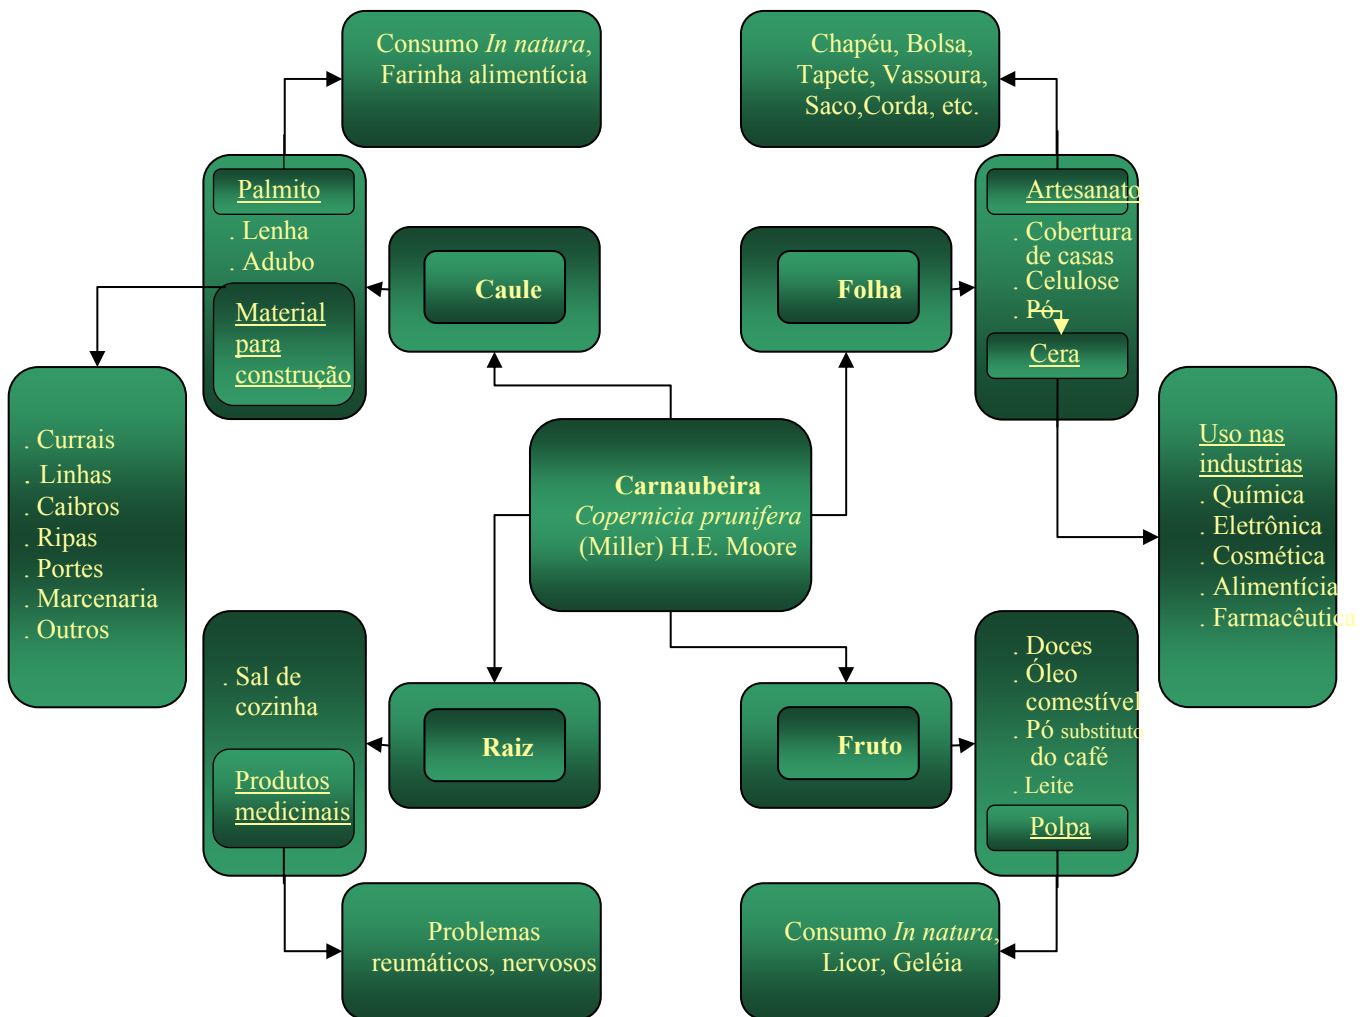 Consumo In natura,
Farinha alimentícia
Chapéu, Bolsa,
Tapete, Vassoura,
Saco,Corda, etc.
Palmito
. Lenha
. Adubo
Material
para
construção
Caule
Folha
Artesanato
. Cobertura
de casas
. Celulose
. Pó
Cera
. Currais
. Linhas
. Caibros
. Ripas
. Portes
. Marcenaria
. Outros
Carnaubeira
Copernicia prunifera
(Miller) H.E. Moore
Uso nas
industrias
. Química
. Eletrônica
. Cosmética
. Alimentícia
. Farmacêutica
. Sal de
cozinha
Produtos
medicinais
Raiz
Fruto
. Doces
. Óleo
comestível
. Pó substituto
do café
. Leite
Polpa
Problemas
reumáticos, nervosos
Consumo In natura,
Licor, Geléia